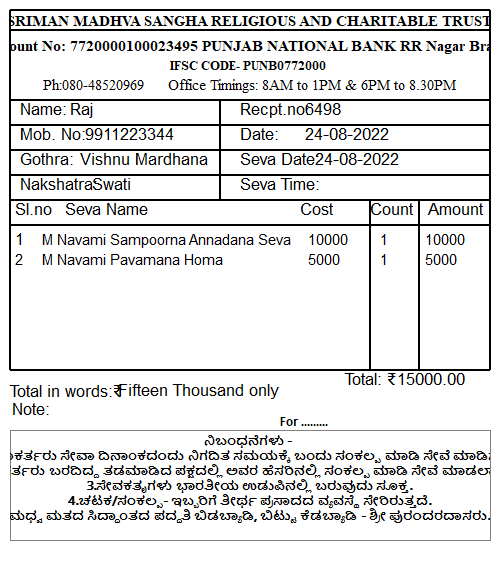 SRIMAN MADHVA SANGHA RELIGIOUS AND CHARITABLE TRUST
ount No: 7720000100023495 PUNJAB NATIONAL BANK RR Nagar Bra
IFSC CODE- PUNB0772000
Ph:080-48520969 Office Timings: 8AM to 1PM & 6PM to 8.30PM
Name: Raj Recpt.no6498
Mob. No:9911223344 Date: 24-08-2022
Gothra: Vishnu Mardhana Seva Date24-08-2022
NakshatraSwati Seva Time:
Sl.no Seva Name Cost Count Amount
1 M Navami Sampoorna Annadana Seva 10000 1 10000
2 M Navami Pavamana Homa 5000 1 5000
Total: ₹15000.00
Total in words:₹Fifteen Thousand only
Note:
For .........
ನಿಬಂಧನೆಗಳು -
ಕರ್ತರು ಸೇವಾ ದಿನಾಂಕದಂದು ನಿಗದಿತ ಸಮಯಕ್ಕೆ ಬಂದು ಸಂಕಲ್ಪ ಮಾಡಿ ಸೇವೆ ಮಾಡಿಸ
ರ್ತರು ಬರದಿದ್ದ ತಡಮಾಡಿದ ಪಕ್ಷದಲ್ಲಿ ಅವರ ಹೆಸರಿನಲ್ಲಿ ಸಂಕಲ್ಪ ಮಾಡಿ ಸೇವೆ ಮಾಡಲಾ
3.ಸೇವಕತೃಗಳು ಭಾರತೀಯ ಉಡುಪಿನಲ್ಲಿ ಬರುವುದು ಸೂಕ್ತ.
4.ಚಟಕ/ಸಂಕಲ್ಪ- ಇಬ್ಬರಿಗೆ ತೀರ್ಥ ಪ್ರಸಾದದ ವ್ಯವಸ್ಥೆ ಸೇರಿರುತ್ತದೆ.
ಮಧ್ವ ಮತದ ಸಿದ್ಧಾಂತದ ಪದ್ಧತಿ ಬಿಡಬ್ಯಾಡಿ, ಬಿಟ್ಟು ಕೆಡಬ್ಯಾಡಿ - ಶ್ರೀ ಪುರಂದರದಾಸರು.